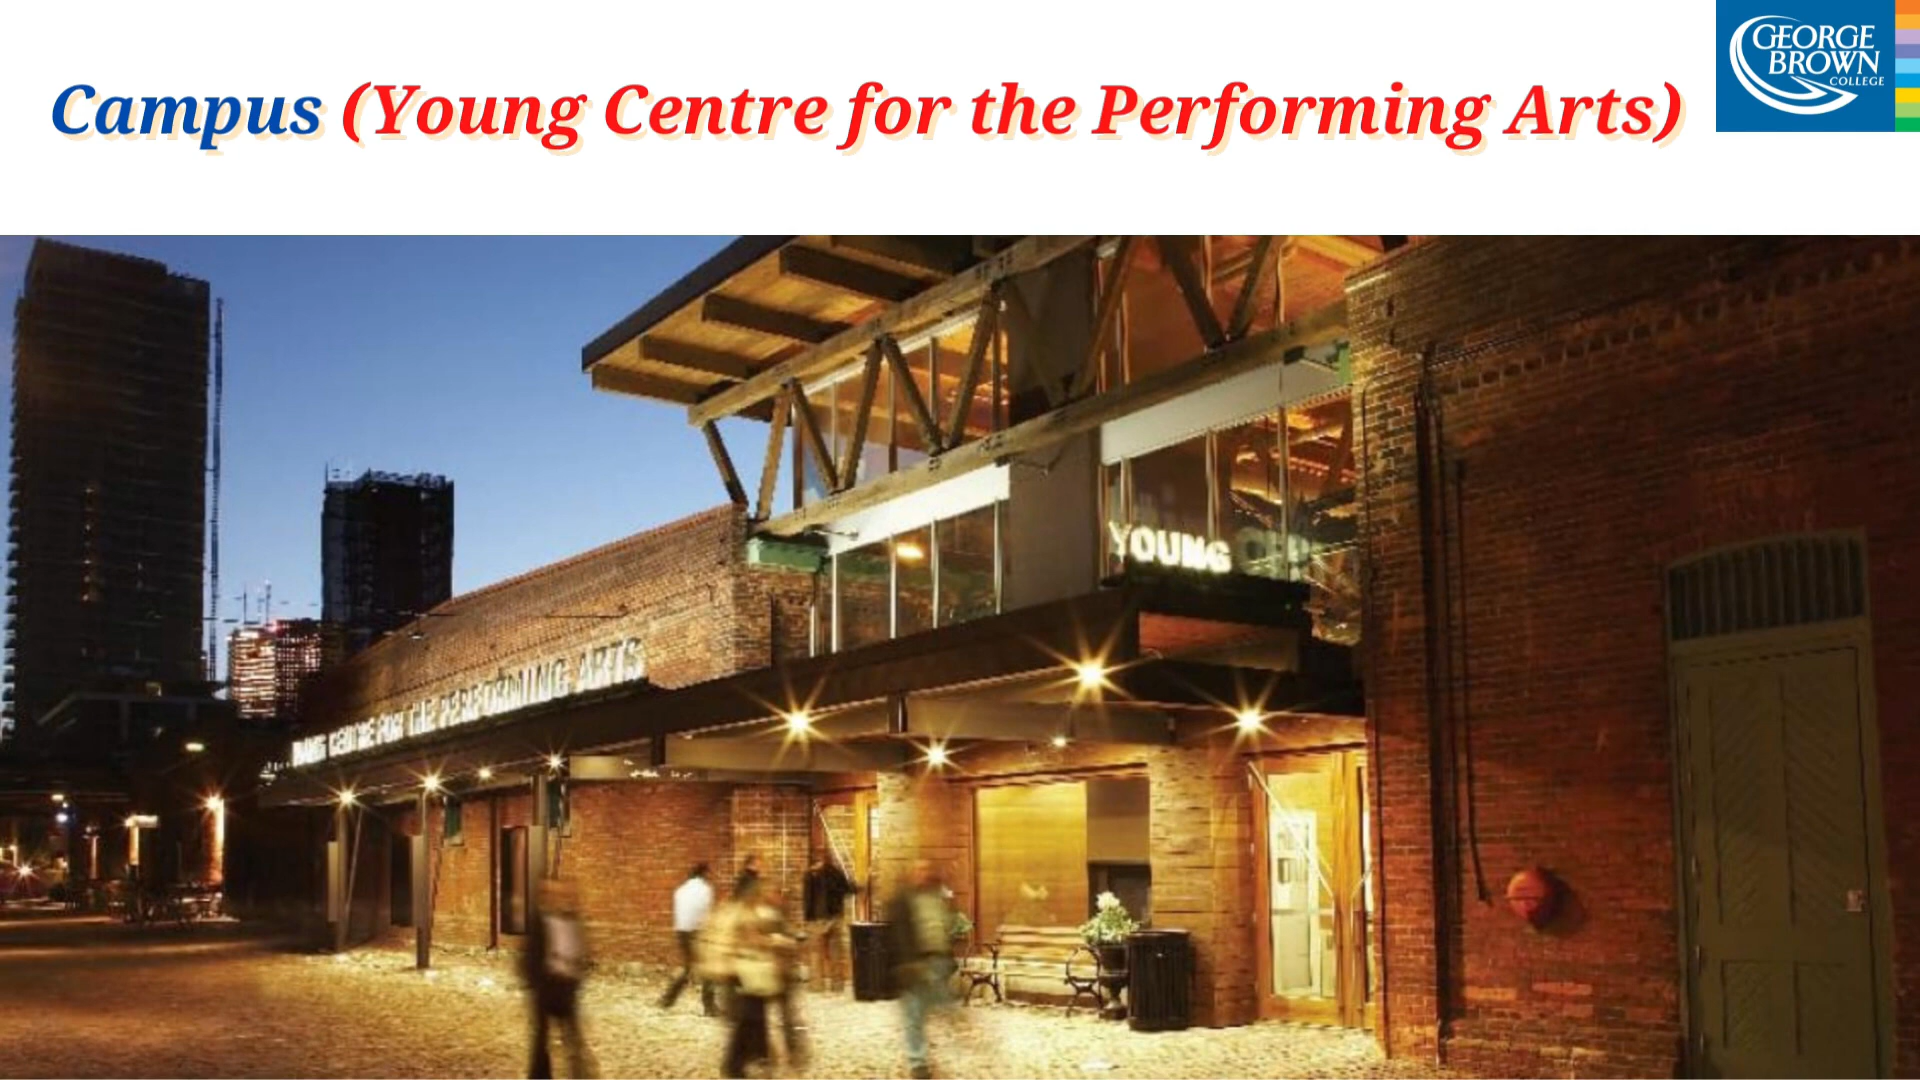 Campus (Young Centre for the Performing Arts)
GEORGE
BROWN
COLLEGE
YOUNG
YOUNG CENTRE FOR THE PERFORMING ARTS